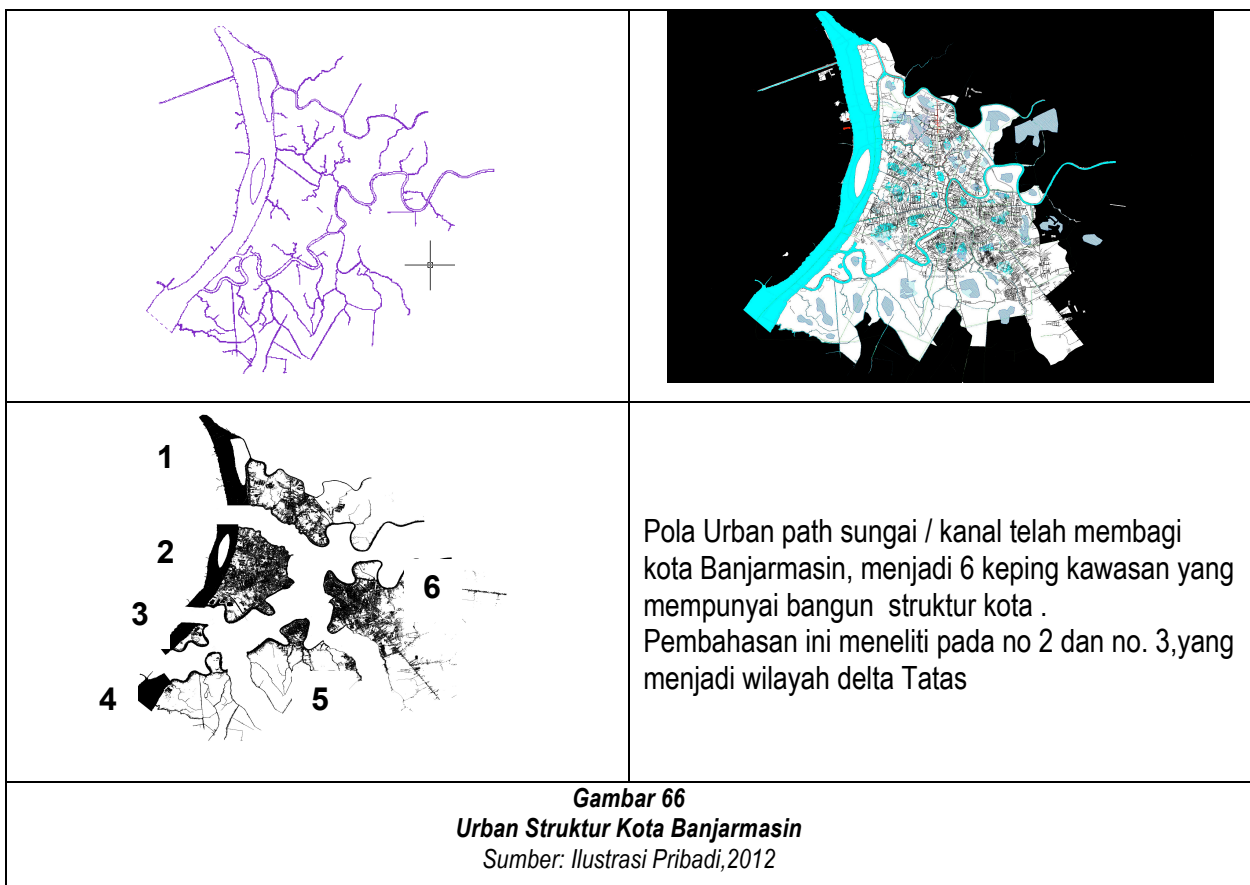 1
2
3
4
5
6
Pola Urban path sungai / kanal telah membagi
kota Banjarmasin, menjadi 6 keping kawasan yang
mempunyai bangun struktur kota .
Pembahasan ini meneliti pada no 2 dan no. 3,yang
menjadi wilayah delta Tatas
Gambar 66
Urban Struktur Kota Banjarmasin
Sumber: Ilustrasi Pribadi,2012